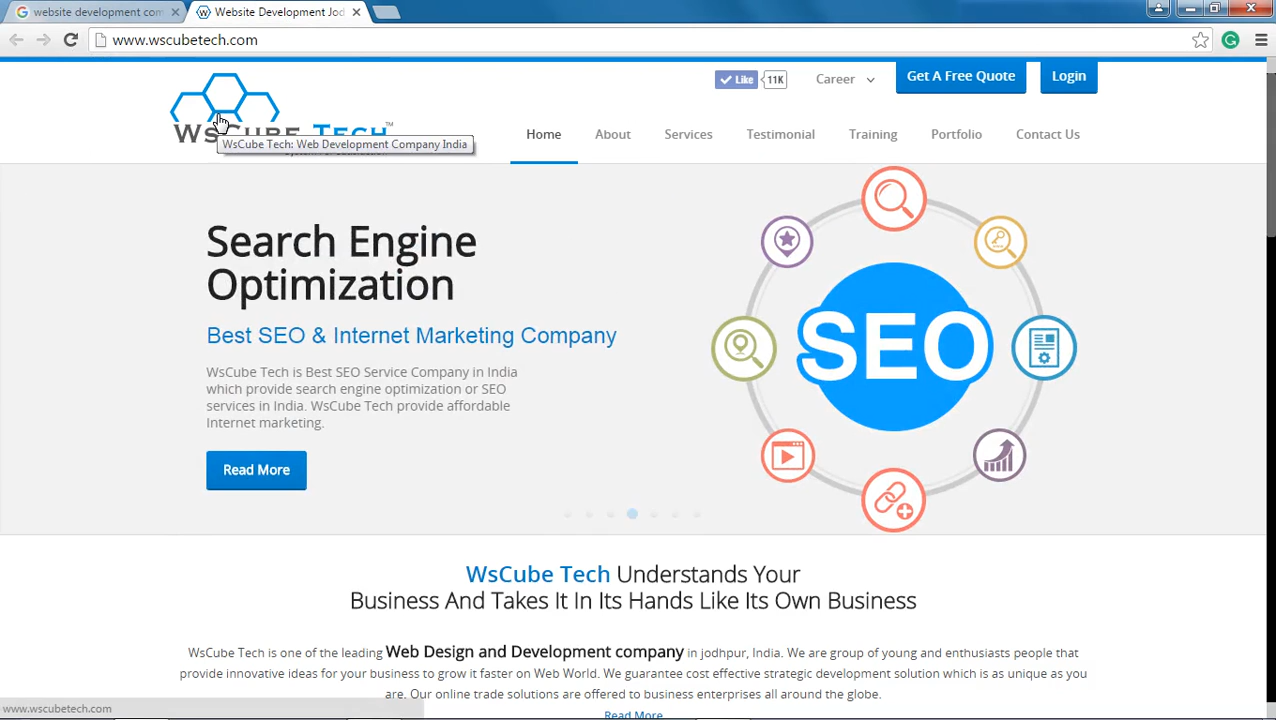 website development com
Website Development Jod
www.wscubetech.com
Like
11K
Career
Get A Free Quote
Login
WSCUBE TECH™
WsCube Tech: Web Development Company India
Home
About
Services
Testimonial
Training
Portfolio
Contact Us
Search Engine
Optimization
Best SEO & Internet Marketing Company
WsCube Tech is Best SEO Service Company in India
which provide search engine optimization or SEO
services in India. WsCube Tech provide affordable
Internet marketing.
Read More
SEO
WsCube Tech Understands Your
Business And Takes It In Its Hands Like Its Own Business
WsCube Tech is one of the leading Web Design and Development company in jodhpur, India. We are group of young and enthusiasts people that
provide innovative ideas for your business to grow it faster on Web World. We guarantee cost effective strategic development solution which is as unique as you
are. Our online trade solutions are offered to business enterprises all around the globe.
Read More
www.wscubetech.com